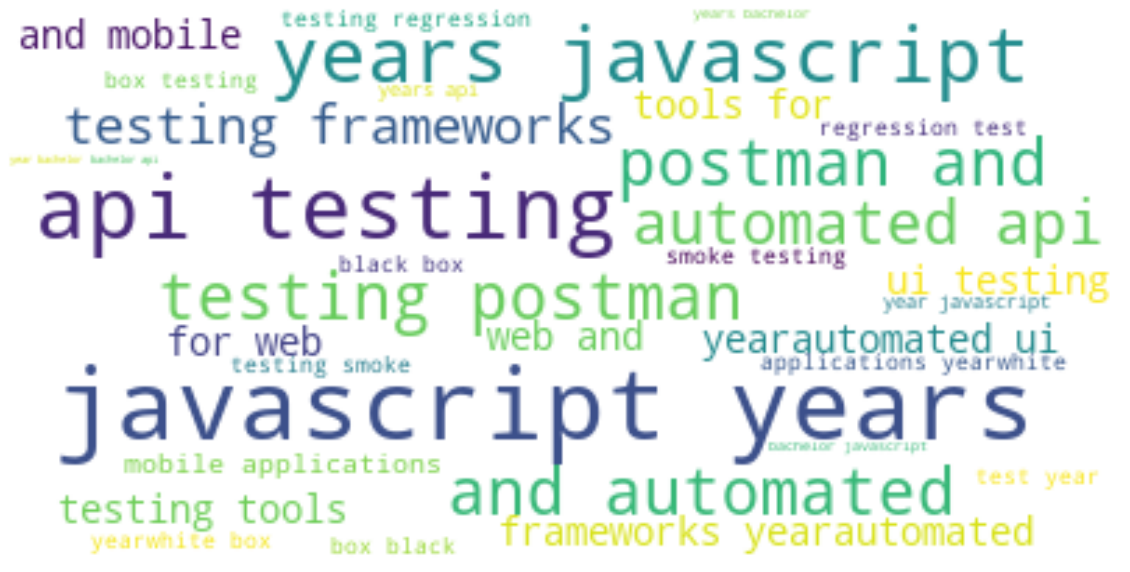 years bachelor
testing regression
and mobile
years javascript
box testing
years api
tools for
testing frameworks
regression test
postman and
year bachelor
bachelor api
api testing
automated api
smoke testing
black box
ui testing
testing postman
year javascript
for web
web and
yearautomated ui
testing smoke
applications yearwhite
javascript years
bachelor javascript
mobile applications
test year
and automated
testing tools
frameworks yearautomated
yearwhite box
box black